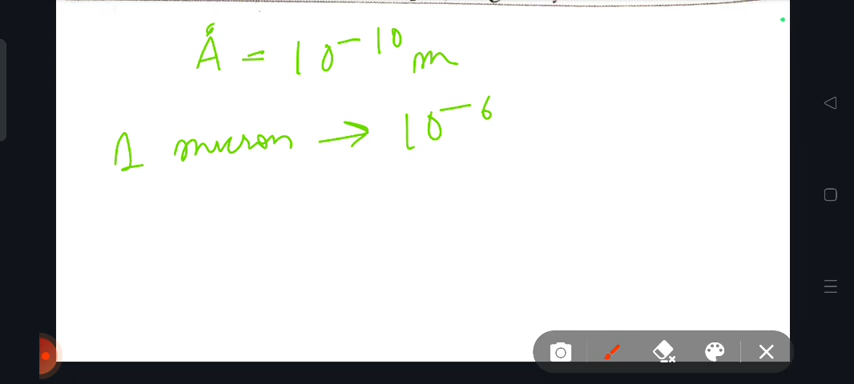 Å = 10⁻¹⁰ m
1 micron → 10⁻⁶